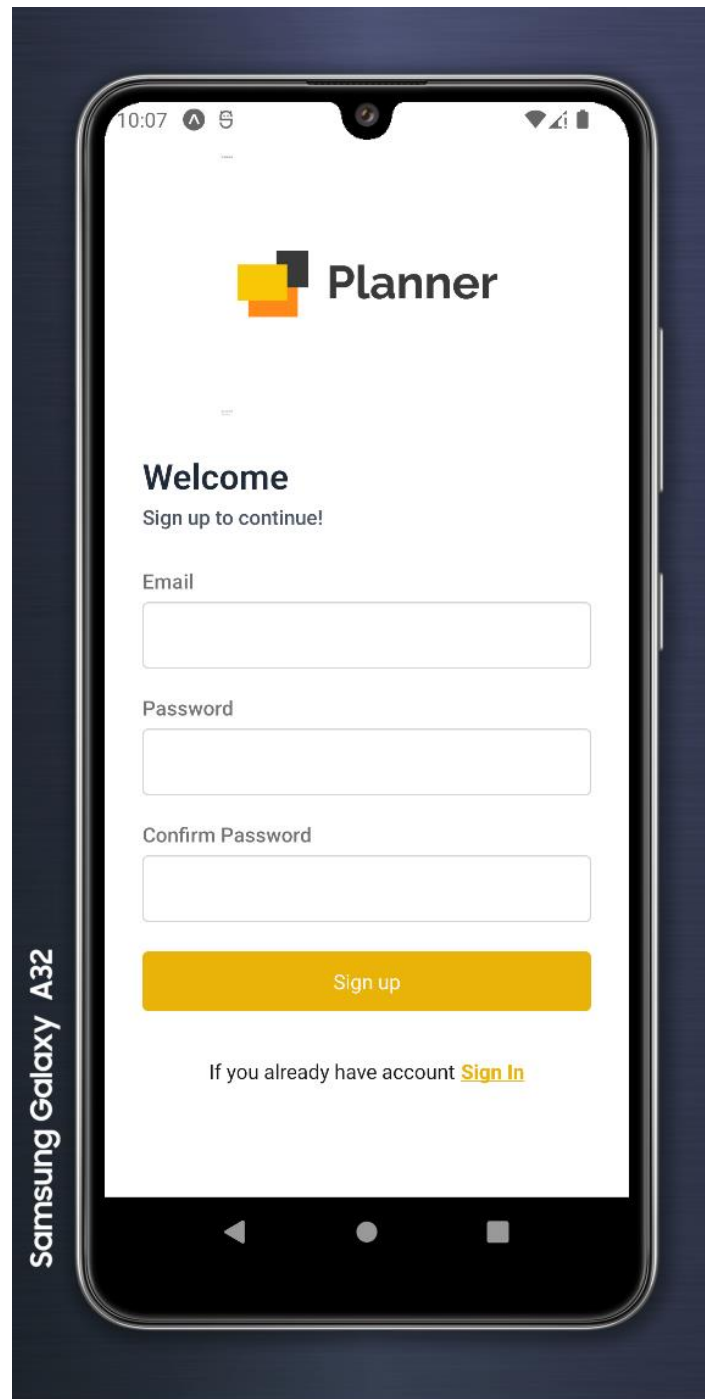 10:07
Planner
Welcome
Sign up to continue!
Email
Password
Confirm Password
Sign up
If you already have account Sign In
Samsung Galaxy A32